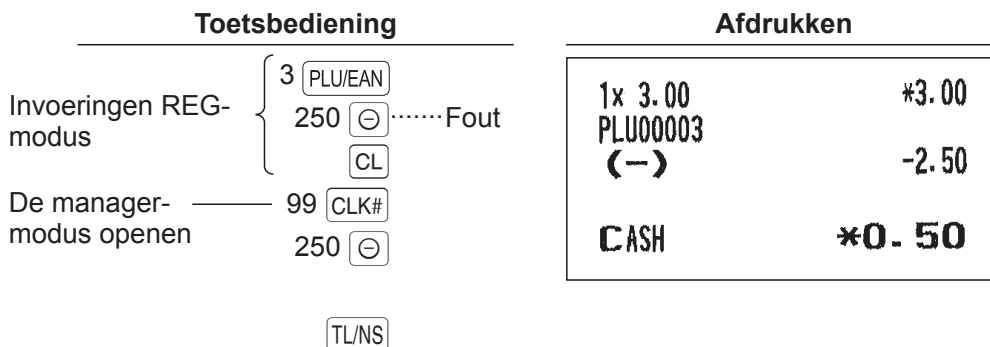 Toetsbediening
Invoeringen REG-
modus
3 PLU/EAN
250 ⊖·······Fout
CL
De manager-
modus openen
99 CLK#
250 ⊖
TL/NS
Afdrukken
1x 3.00 *3.00
PLU00003
(-) -2.50
CASH *0.50